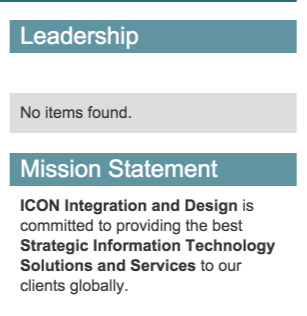 Leadership
No items found.
Mission Statement
ICON Integration and Design is
committed to providing the best
Strategic Information Technology
Solutions and Services to our
clients globally.